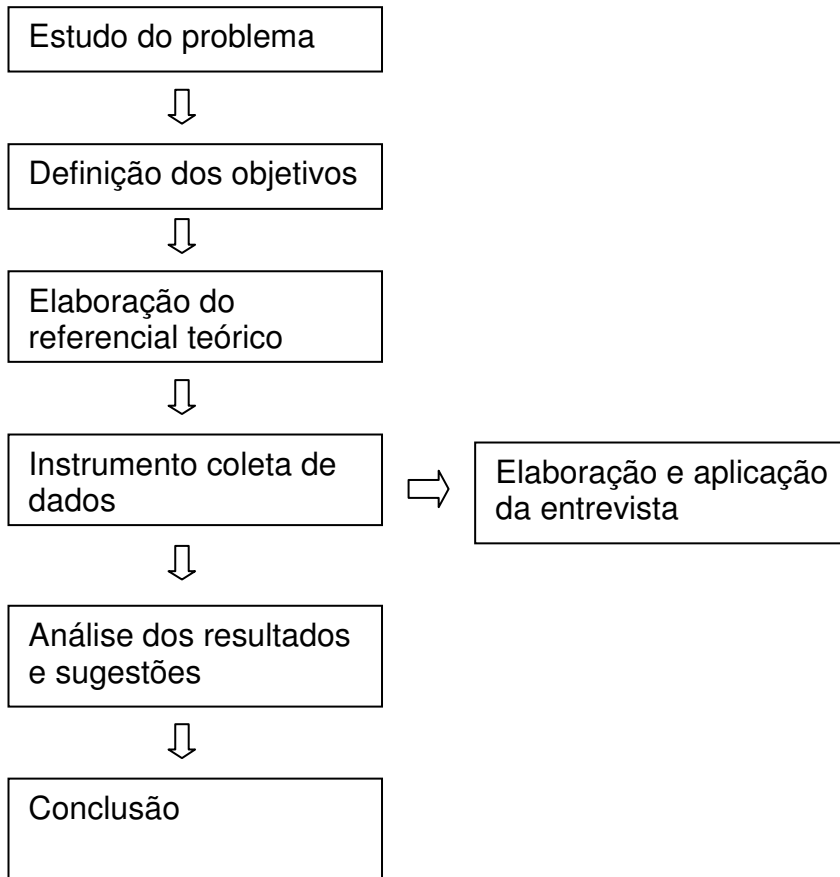 Estudo do problema
Definição dos objetivos
Elaboração do
referencial teórico
Instrumento coleta de
dados
Elaboração e aplicação
da entrevista
Análise dos resultados
e sugestões
Conclusão